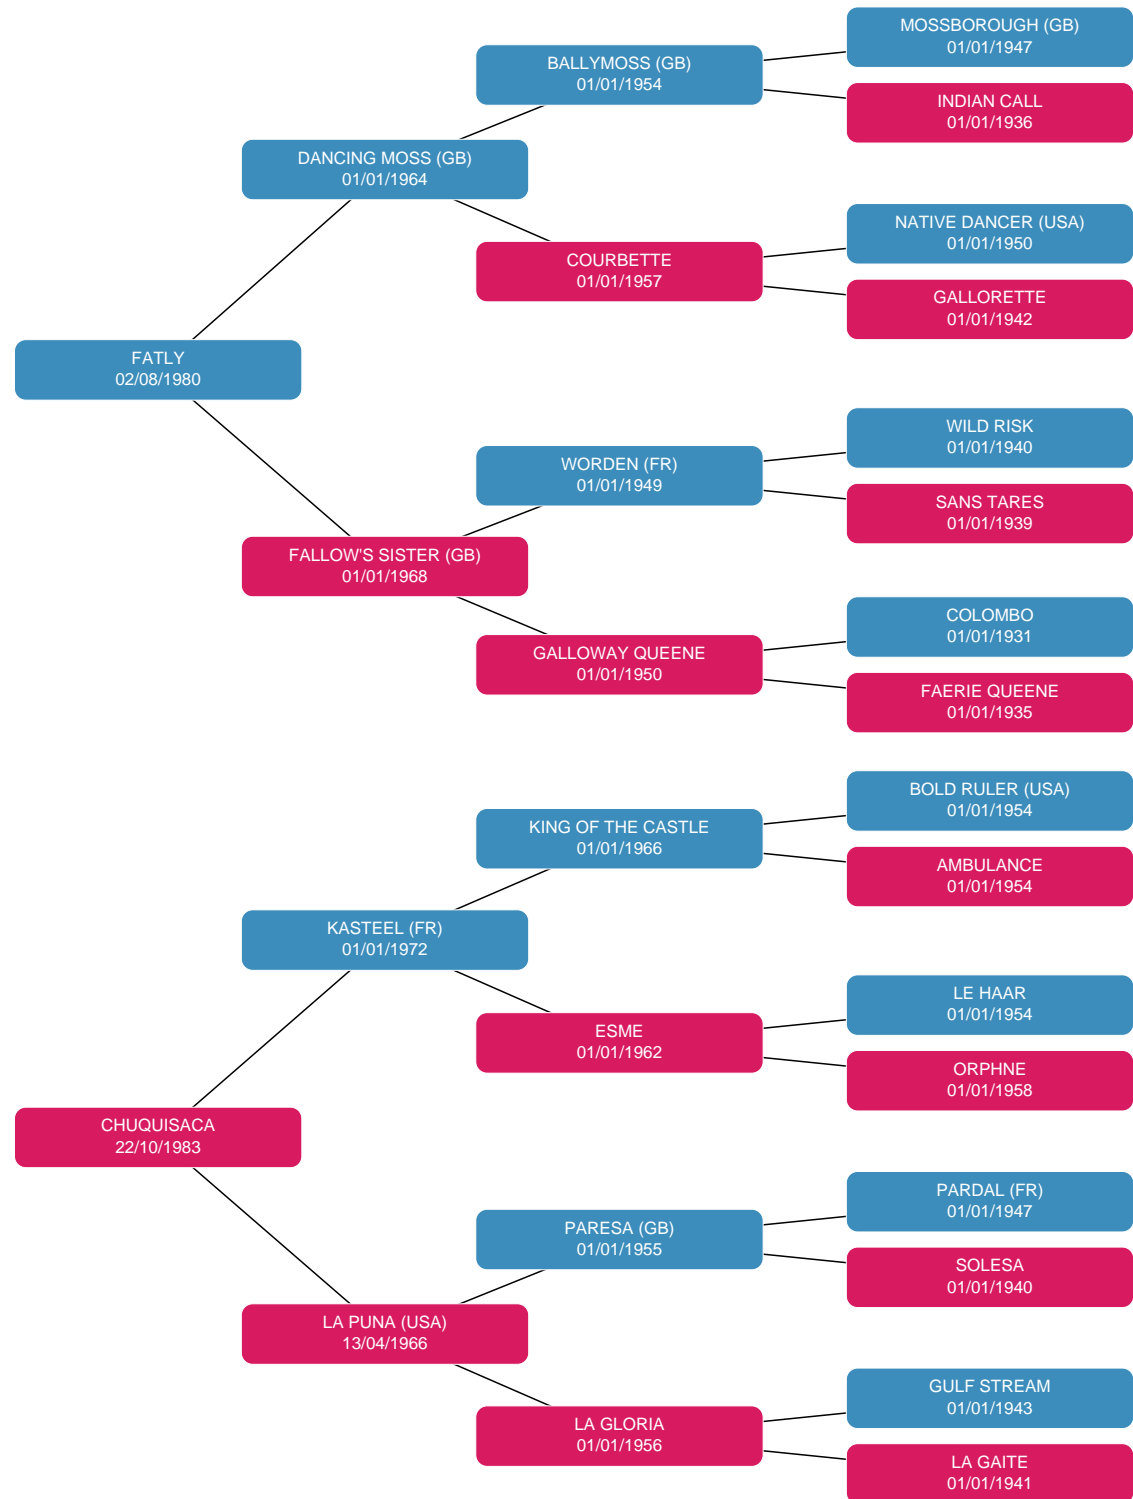 MOSSBOROUGH (GB)
01/01/1947
BALLYMOSS (GB)
01/01/1954
INDIAN CALL
01/01/1936
DANCING MOSS (GB)
01/01/1964
NATIVE DANCER (USA)
01/01/1950
COURBETTE
01/01/1957
GALLORETTE
01/01/1942
FATLY
02/08/1980
WILD RISK
01/01/1940
WORDEN (FR)
01/01/1949
SANS TARES
01/01/1939
FALLOW'S SISTER (GB)
01/01/1968
COLOMBO
01/01/1931
GALLOWAY QUEENE
01/01/1950
FAERIE QUEENE
01/01/1935
BOLD RULER (USA)
01/01/1954
KING OF THE CASTLE
01/01/1966
AMBULANCE
01/01/1954
KASTEEL (FR)
01/01/1972
LE HAAR
01/01/1954
ESME
01/01/1962
ORPHNE
01/01/1958
CHUQUISACA
22/10/1983
PARDAL (FR)
01/01/1947
PARESA (GB)
01/01/1955
SOLESA
01/01/1940
LA PUNA (USA)
13/04/1966
GULF STREAM
01/01/1943
LA GLORIA
01/01/1956
LA GAITE
01/01/1941